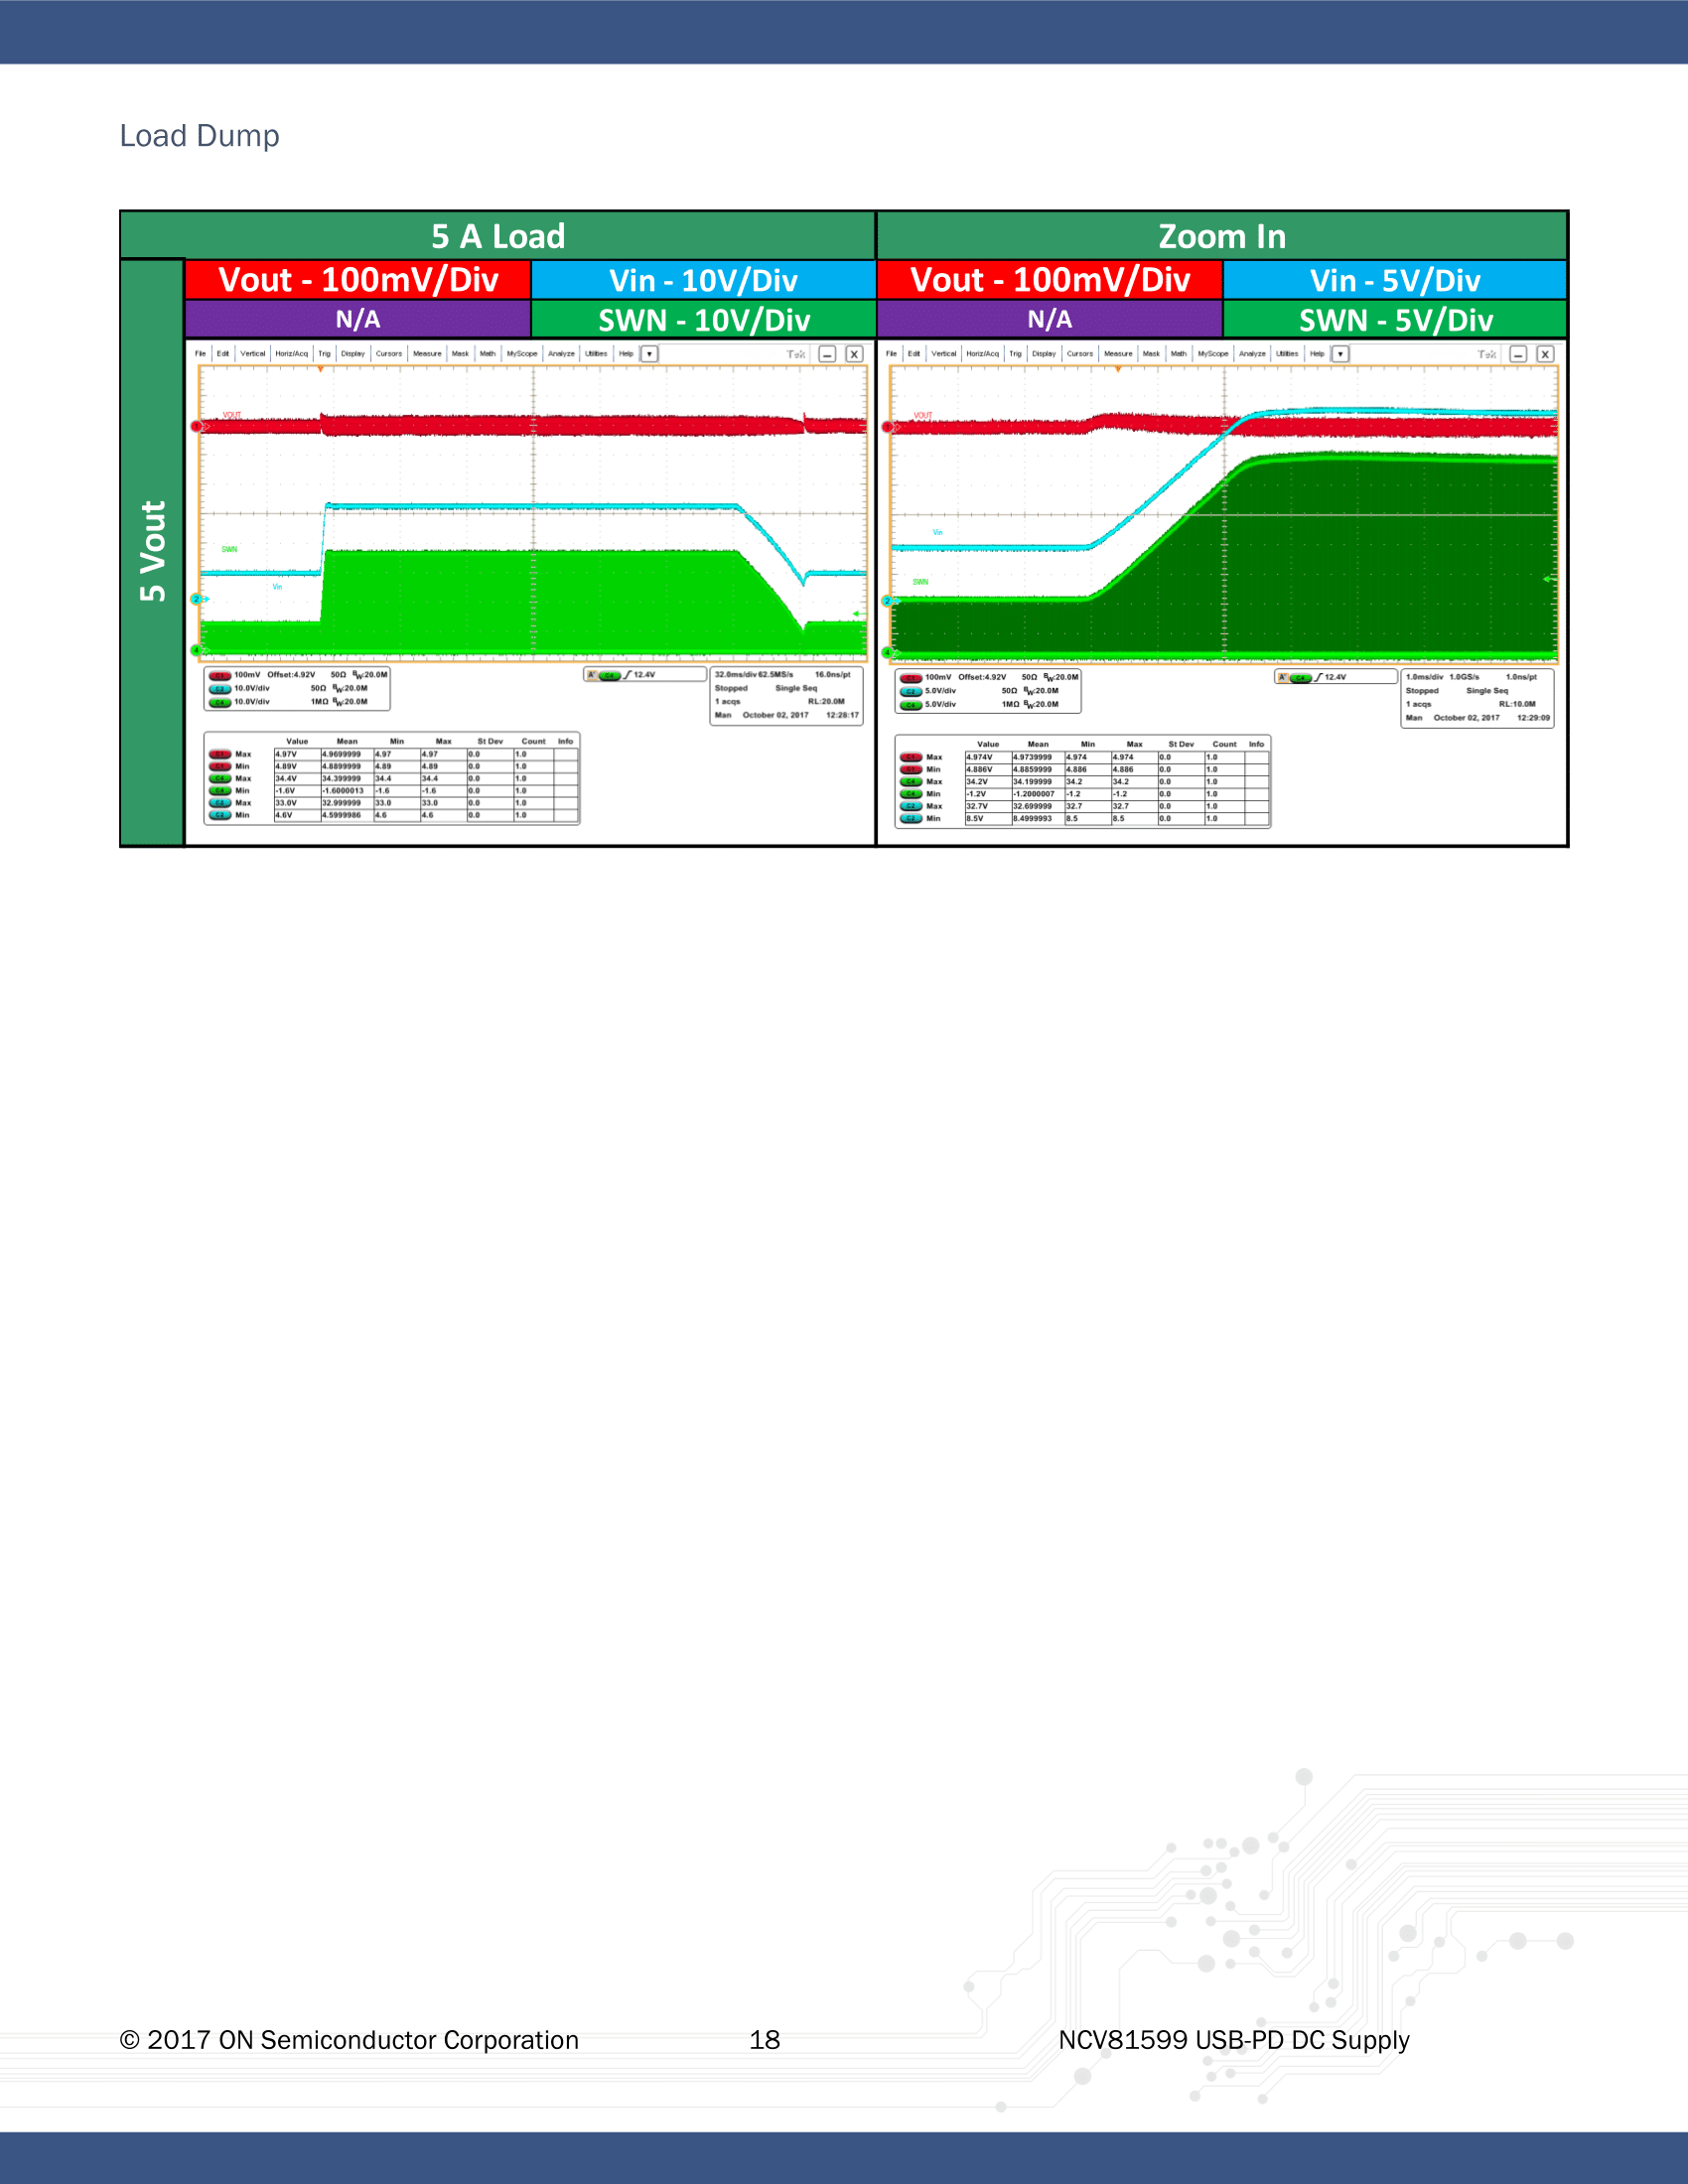 Load Dump
5 A Load
Zoom In
Vout - 100mV/Div
Vin - 10V/Div
Vout - 100mV/Div
Vin - 5V/Div
N/A
SWN - 10V/Div
N/A
SWN - 5V/Div
5 Vout
File Edit Vertical Horiz/Acq Trig Display Cursors Measure Mask Math MyScope Analyze Utilities Help Tek
VOUT
SWN
Vin
2
4
C1 100mV Offset:4.92V 50Ω BW:20.0M
C2 10.0V/div 50Ω BW:20.0M
C4 10.0V/div 1MΩ BW:20.0M
A' C4 12.4V
32.0ms/div 62.5MS/s 16.0ns/pt
Stopped Single Seq
1 acqs RL:20.0M
Man October 02, 2017 12:28:17
Value Mean Min Max St Dev Count Info
C1 Max 4.97V 4.9699999 4.97 4.97 0.0 1.0
C1 Min 4.89V 4.8899999 4.89 4.89 0.0 1.0
C4 Max 34.4V 34.399999 34.4 34.4 0.0 1.0
C4 Min -1.6V -1.6000013 -1.6 -1.6 0.0 1.0
C2 Max 33.0V 32.999999 33.0 33.0 0.0 1.0
C2 Min 4.6V 4.5999986 4.6 4.6 0.0 1.0
File Edit Vertical Horiz/Acq Trig Display Cursors Measure Mask Math MyScope Analyze Utilities Help Tek
VOUT
Vin
SWN
2
4
C1 100mV Offset:4.92V 50Ω BW:20.0M
C2 5.0V/div 50Ω BW:20.0M
C4 5.0V/div 1MΩ BW:20.0M
A' C4 12.4V
1.0ms/div 1.0GS/s 1.0ns/pt
Stopped Single Seq
1 acqs RL:10.0M
Man October 02, 2017 12:29:09
Value Mean Min Max St Dev Count Info
C1 Max 4.974V 4.9739999 4.974 4.974 0.0 1.0
C1 Min 4.886V 4.8859999 4.886 4.886 0.0 1.0
C4 Max 34.2V 34.199999 34.2 34.2 0.0 1.0
C4 Min -1.2V -1.2000007 -1.2 -1.2 0.0 1.0
C2 Max 32.7V 32.699999 32.7 32.7 0.0 1.0
C2 Min 8.5V 8.4999993 8.5 8.5 0.0 1.0
© 2017 ON Semiconductor Corporation 18 NCV81599 USB-PD DC Supply